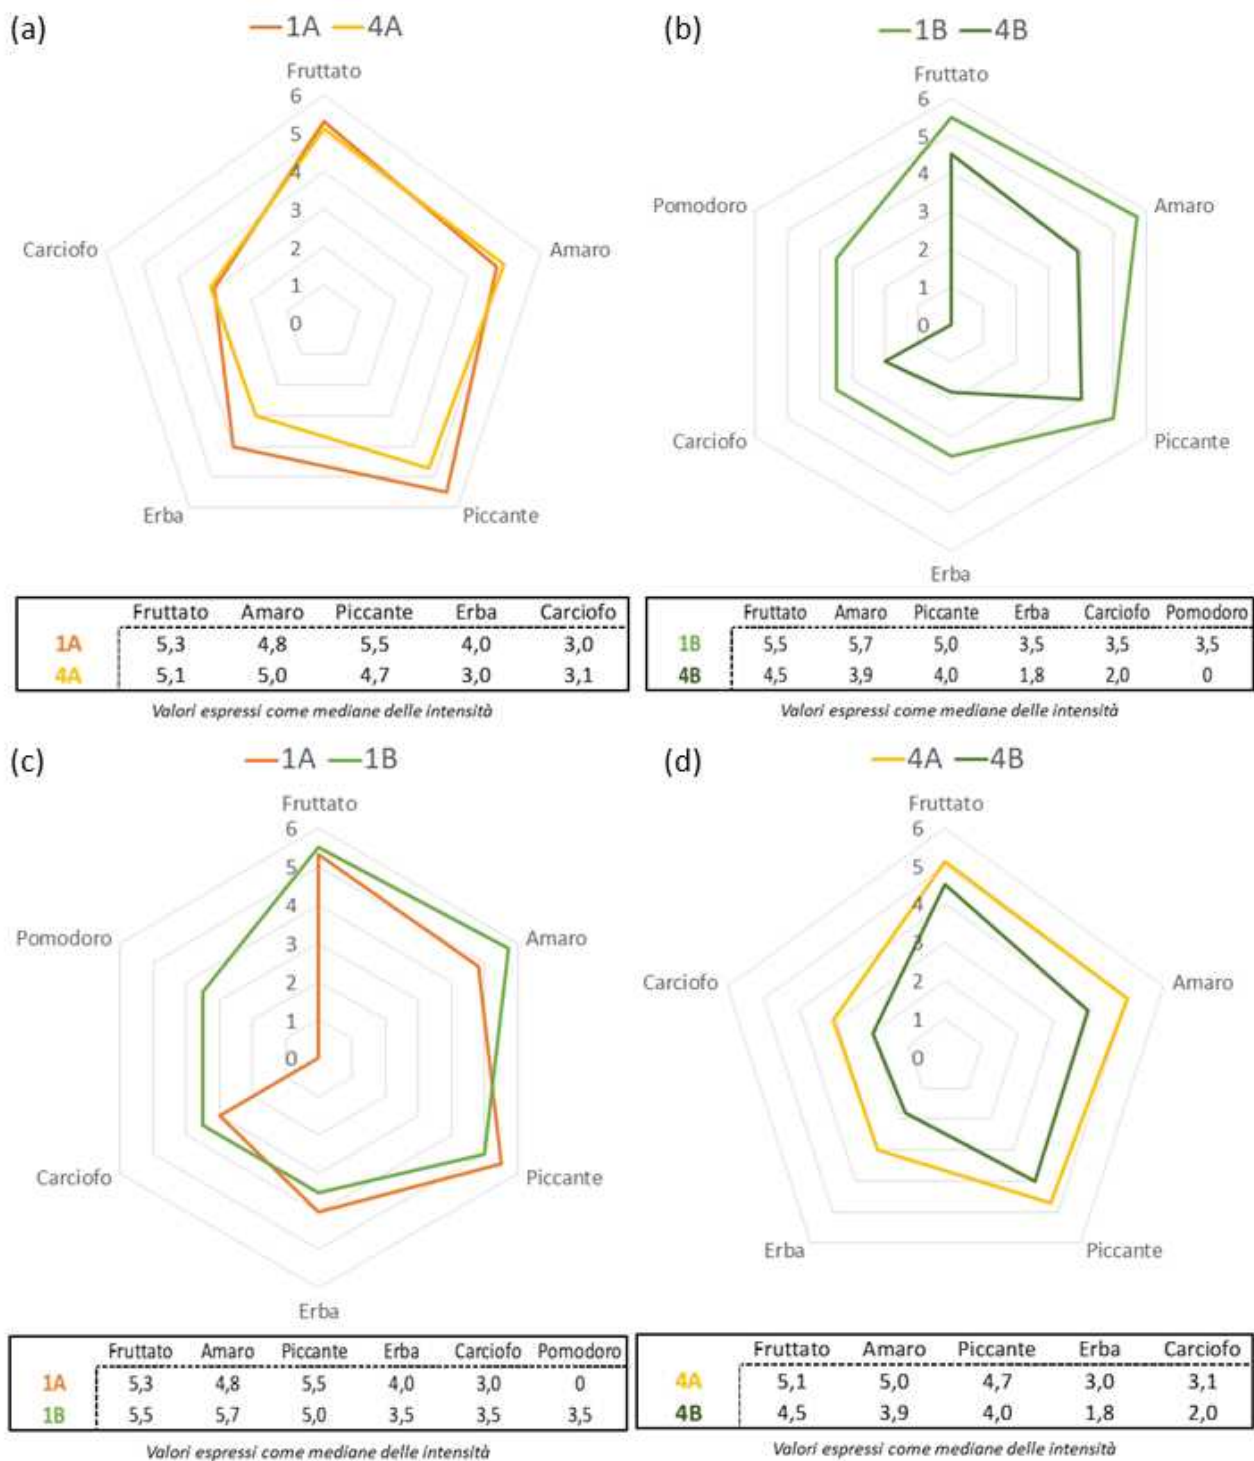 (a)
1A 4A
Fruttato
6
5
4
3
2
1
0
Carciofo
Amaro
Erba
Piccante
Fruttato Amaro Piccante Erba Carciofo
1A 5,3 4,8 5,5 4,0 3,0
4A 5,1 5,0 4,7 3,0 3,1
Valori espressi come mediane delle intensità
(b)
1B 4B
Fruttato
6
5
4
3
2
1
0
Pomodoro
Amaro
Carciofo
Piccante
Erba
Fruttato Amaro Piccante Erba Carciofo Pomodoro
1B 5,5 5,7 5,0 3,5 3,5 3,5
4B 4,5 3,9 4,0 1,8 2,0 0
Valori espressi come mediane delle intensità
(c)
1A 1B
Fruttato
6
5
4
3
2
1
0
Pomodoro
Amaro
Carciofo
Piccante
Erba
Fruttato Amaro Piccante Erba Carciofo Pomodoro
1A 5,3 4,8 5,5 4,0 3,0 0
1B 5,5 5,7 5,0 3,5 3,5 3,5
Valori espressi come mediane delle intensità
(d)
4A 4B
Fruttato
6
5
4
3
2
1
0
Carciofo
Amaro
Erba
Piccante
Fruttato Amaro Piccante Erba Carciofo
4A 5,1 5,0 4,7 3,0 3,1
4B 4,5 3,9 4,0 1,8 2,0
Valori espressi come mediane delle intensità